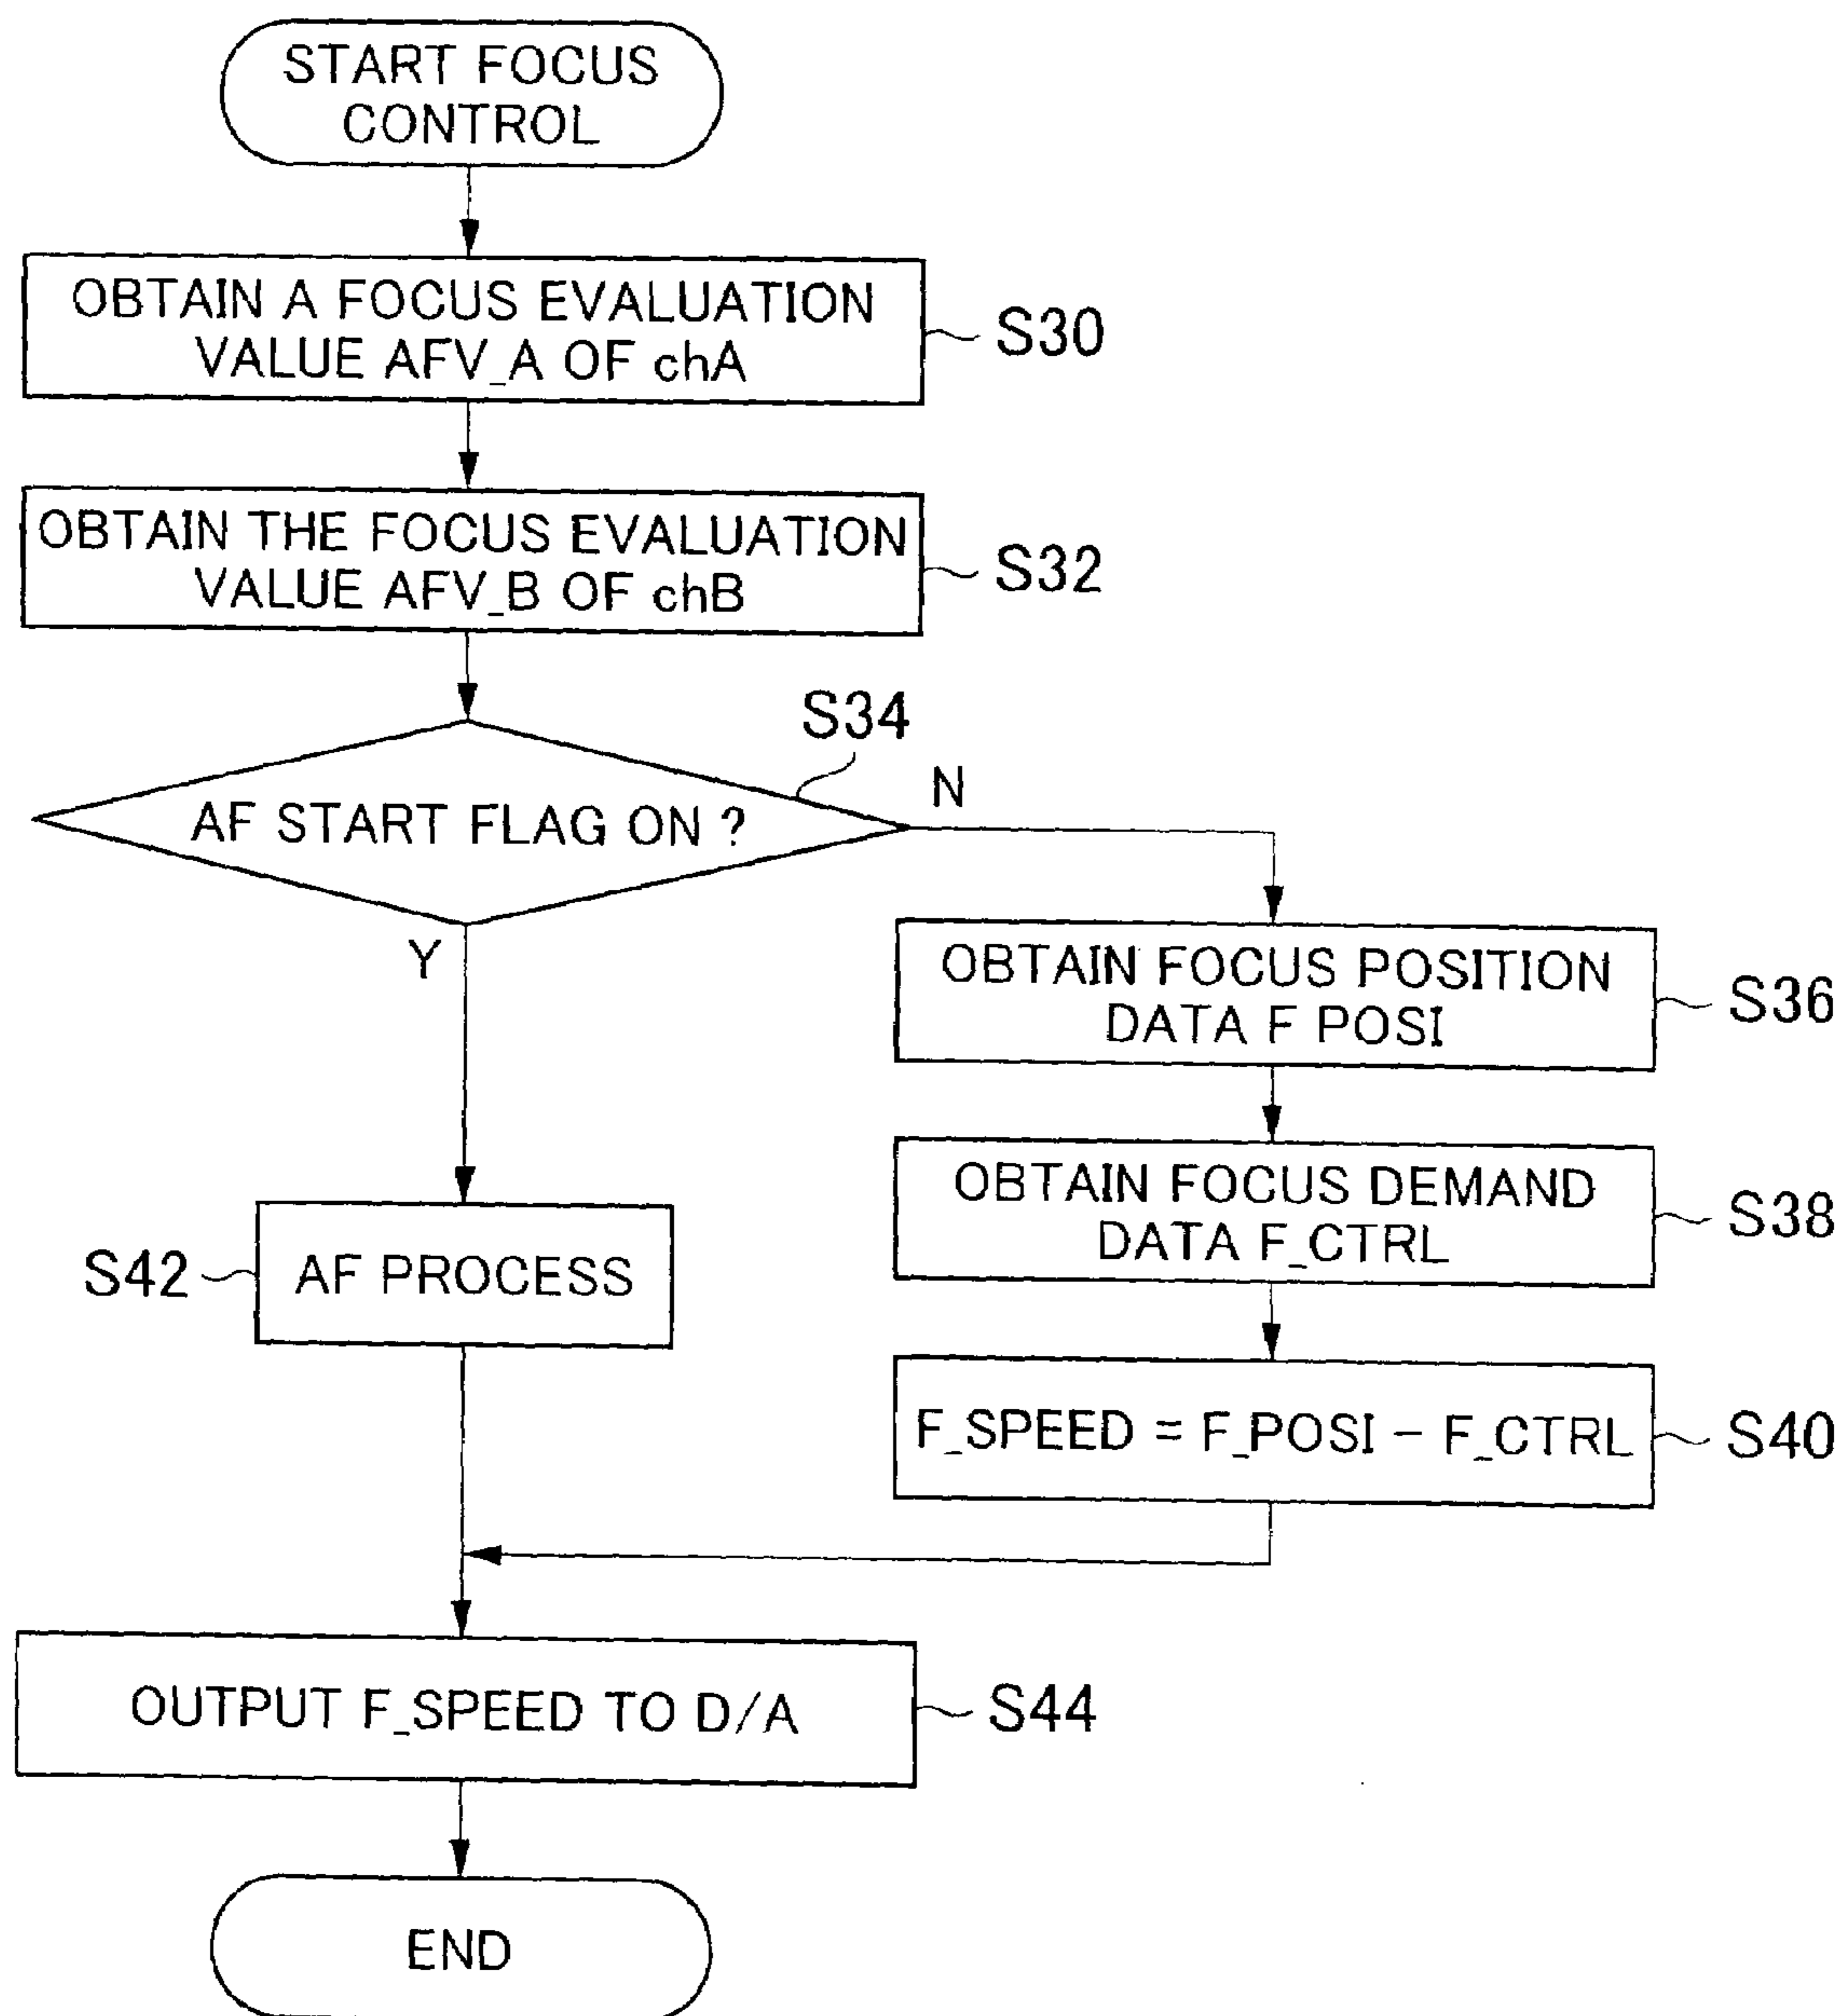 START FOCUS
CONTROL
OBTAIN A FOCUS EVALUATION
VALUE AFV_A OF chA
S30
OBTAIN THE FOCUS EVALUATION
VALUE AFV_B OF chB
S32
S34
AF START FLAG ON ?
N
Y
OBTAIN FOCUS POSITION
DATA F POSI
S36
OBTAIN FOCUS DEMAND
DATA F_CTRL
S38
S42
AF PROCESS
F_SPEED = F_POSI − F_CTRL
S40
OUTPUT F_SPEED TO D/A
S44
END